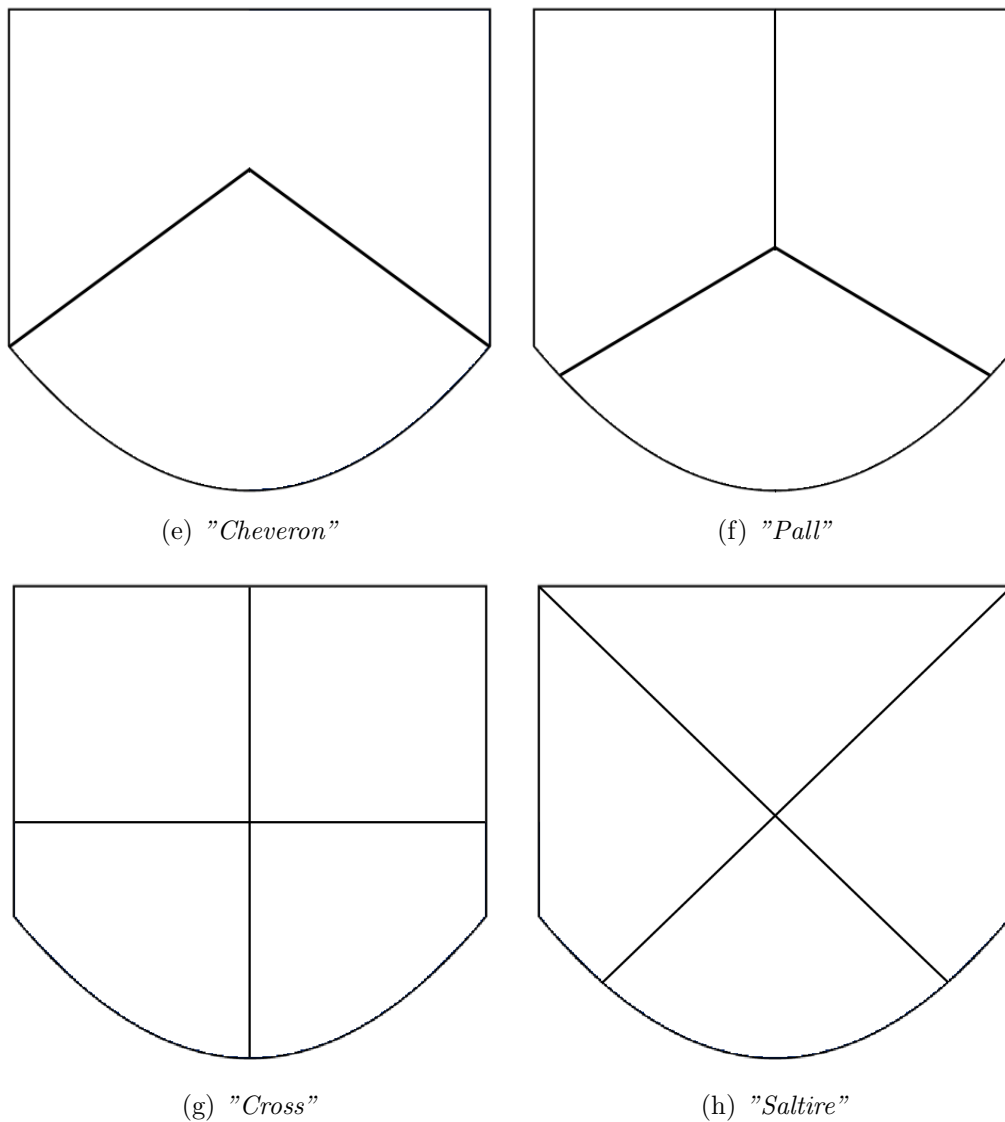 (e) ”Cheveron”
(f) ”Pall”
(g) ”Cross”
(h) ”Saltire”